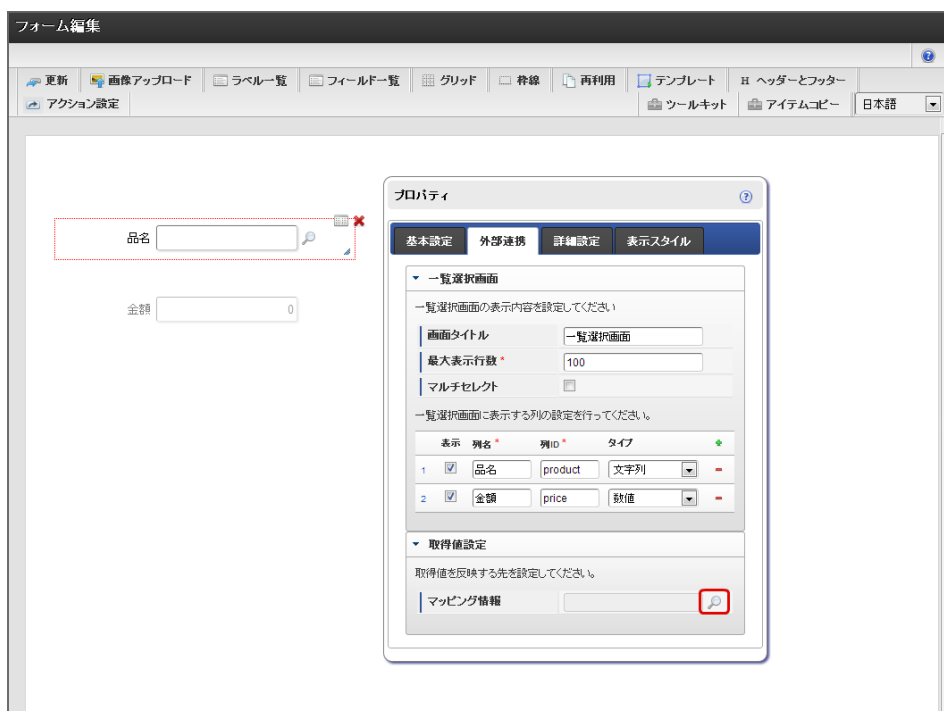 フォーム編集
更新 画像アップロード ラベル一覧 フィールド一覧 グリッド 枠線 再利用 テンプレート H ヘッダーとフッター
アクション設定 ツールキット アイテムコピー 日本語
品名
金額 0
プロパティ
基本設定 外部連携 詳細設定 表示スタイル
一覧選択画面
一覧選択画面の表示内容を設定してください
画面タイトル 一覧選択画面
最大表示行数* 100
マルチセレクト
一覧選択画面に表示する列の設定を行ってください。
表示 列名* 列ID* タイプ
1 品名 product 文字列
2 金額 price 数値
取得値設定
取得値を反映する先を設定してください。
マッピング情報